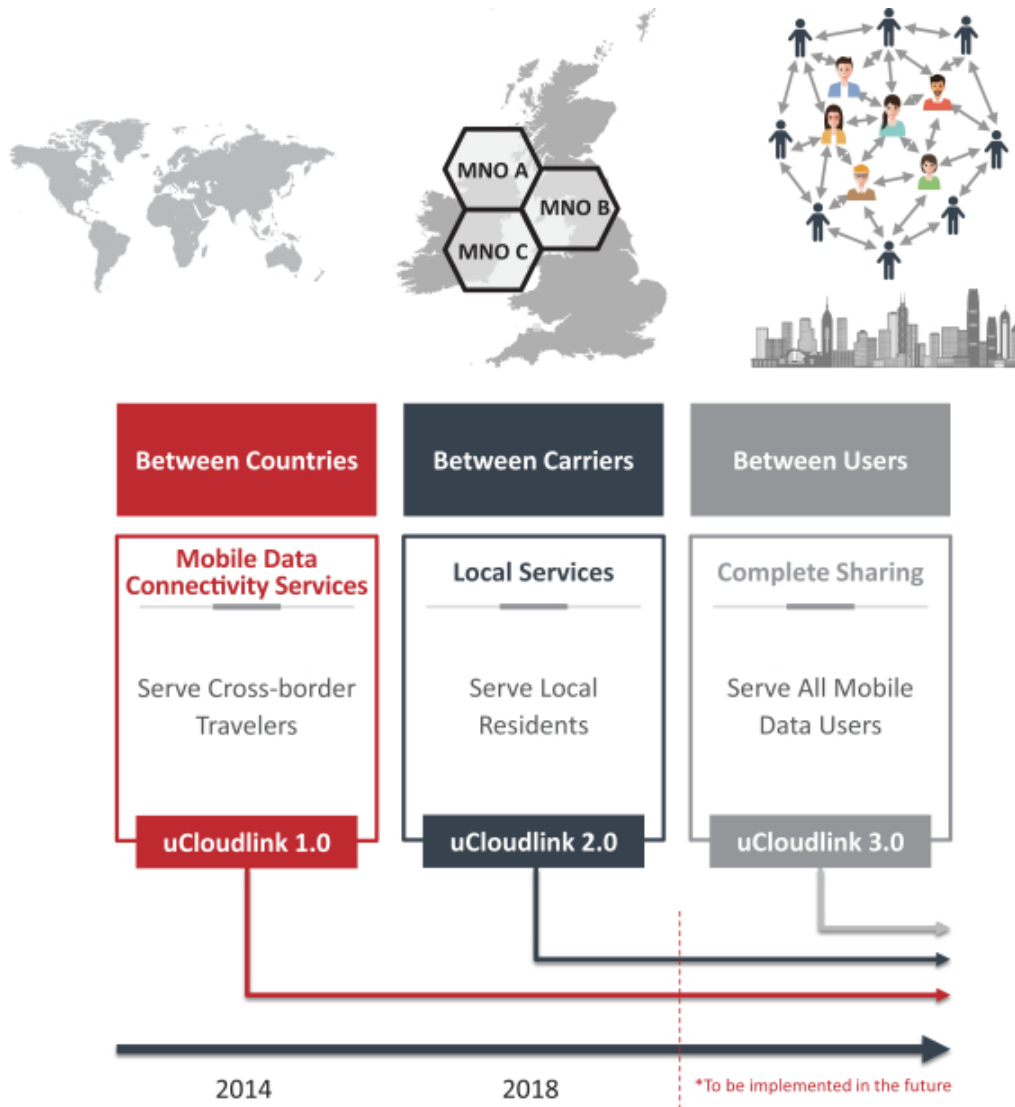 MNO A
MNO B
MNO C
Between Countries
Between Carriers
Between Users
Mobile Data
Connectivity Services
Serve Cross-border
Travelers
uCloudlink 1.0
Local Services
Serve Local
Residents
uCloudlink 2.0
Complete Sharing
Serve All Mobile
Data Users
uCloudlink 3.0
2014
2018
*To be implemented in the future